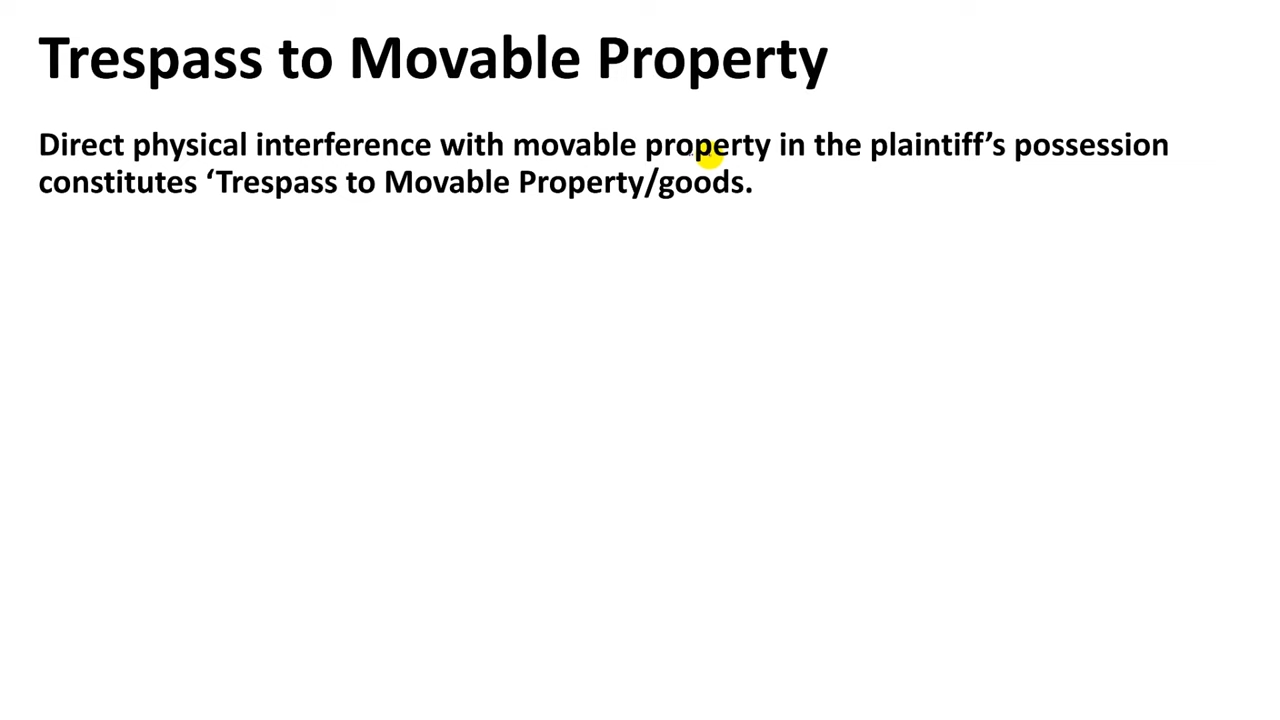 Trespass to Movable Property
Direct physical interference with movable property in the plaintiff’s possession
constitutes ‘Trespass to Movable Property/goods.